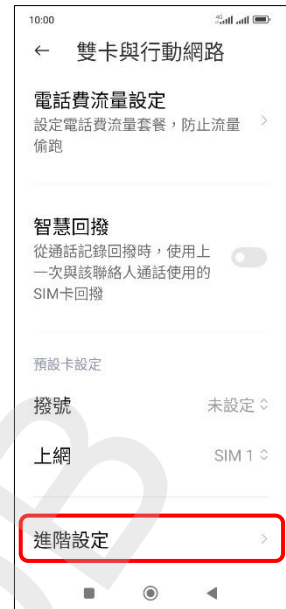 10:00
4G
← 雙卡與行動網路
電話費流量設定
設定電話費流量套餐，防止流量
偷跑
智慧回撥
從通話記錄回撥時，使用上
一次與該聯絡人通話使用的
SIM卡回撥
預設卡設定
撥號 未設定
上網 SIM 1
進階設定